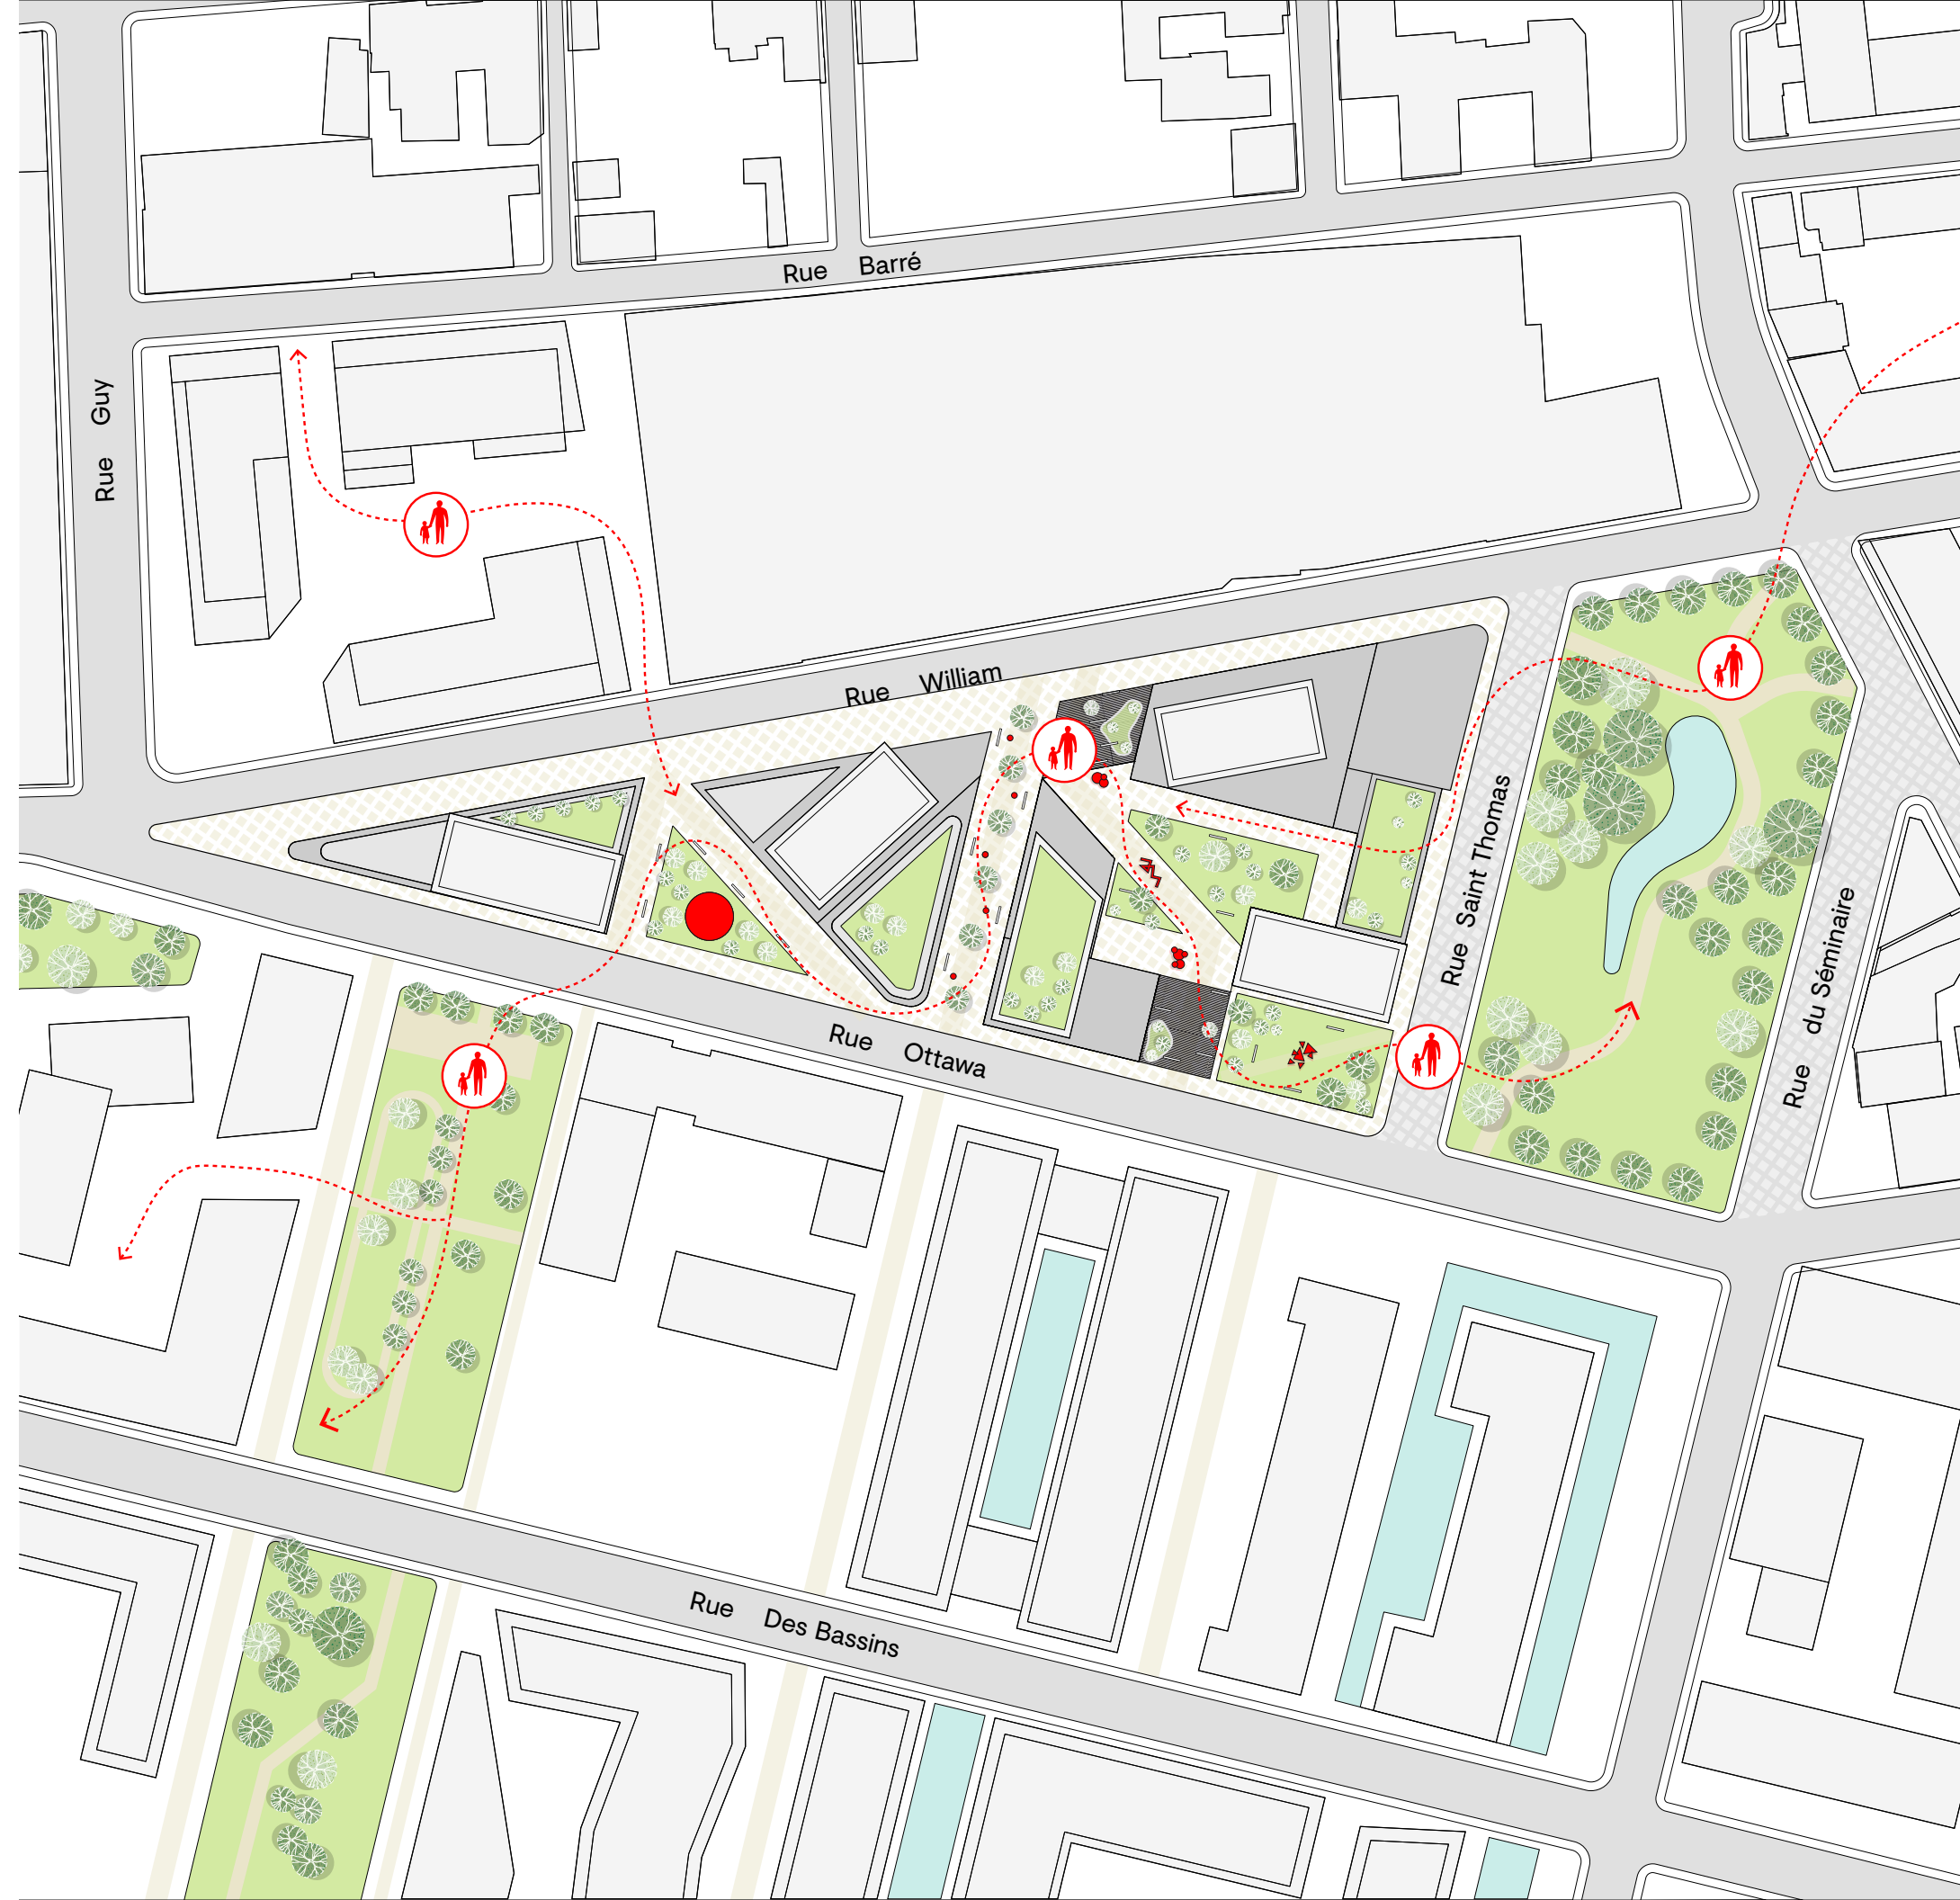 Rue Barré
Rue Guy
Rue William
Rue Saint Thomas
Rue du Séminaire
Rue Ottawa
Rue Des Bassins